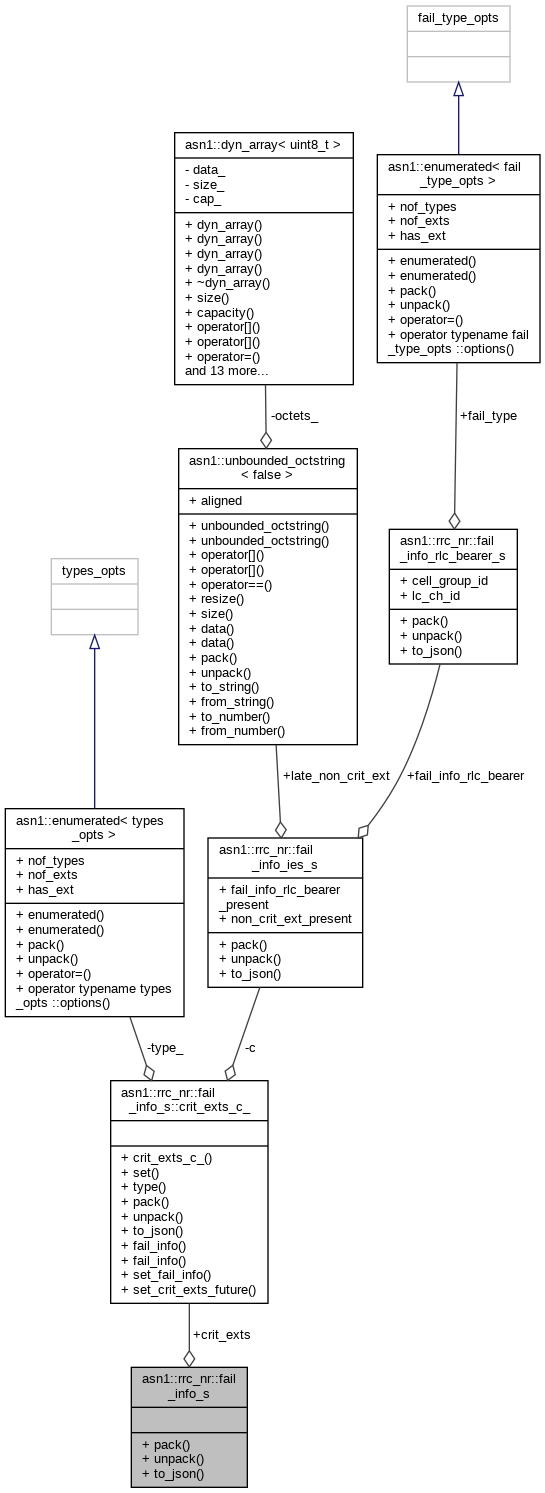 fail_type_opts
asn1::dyn_array< uint8_t >
- data_
- size_
- cap_
+ dyn_array()
+ dyn_array()
+ dyn_array()
+ dyn_array()
+ ~dyn_array()
+ size()
+ capacity()
+ operator[]()
+ operator[]()
+ operator=()
and 13 more...
asn1::enumerated< fail
_type_opts >
+ nof_types
+ nof_exts
+ has_ext
+ enumerated()
+ enumerated()
+ pack()
+ unpack()
+ operator=()
+ operator typename fail
_type_opts ::options()
-octets_
+fail_type
asn1::unbounded_octstring
< false >
+ aligned
+ unbounded_octstring()
+ unbounded_octstring()
+ operator[]()
+ operator[]()
+ operator==()
+ resize()
+ size()
+ data()
+ data()
+ pack()
+ unpack()
+ to_string()
+ from_string()
+ to_number()
+ from_number()
asn1::rrc_nr::fail
_info_rlc_bearer_s
+ cell_group_id
+ lc_ch_id
+ pack()
+ unpack()
+ to_json()
types_opts
+late_non_crit_ext
+fail_info_rlc_bearer
asn1::enumerated< types
_opts >
+ nof_types
+ nof_exts
+ has_ext
+ enumerated()
+ enumerated()
+ pack()
+ unpack()
+ operator=()
+ operator typename types
_opts ::options()
asn1::rrc_nr::fail
_info_ies_s
+ fail_info_rlc_bearer
_present
+ non_crit_ext_present
+ pack()
+ unpack()
+ to_json()
-type_
-c
asn1::rrc_nr::fail
_info_s::crit_exts_c_
+ crit_exts_c_()
+ set()
+ type()
+ pack()
+ unpack()
+ to_json()
+ fail_info()
+ fail_info()
+ set_fail_info()
+ set_crit_exts_future()
+crit_exts
asn1::rrc_nr::fail
_info_s
+ pack()
+ unpack()
+ to_json()